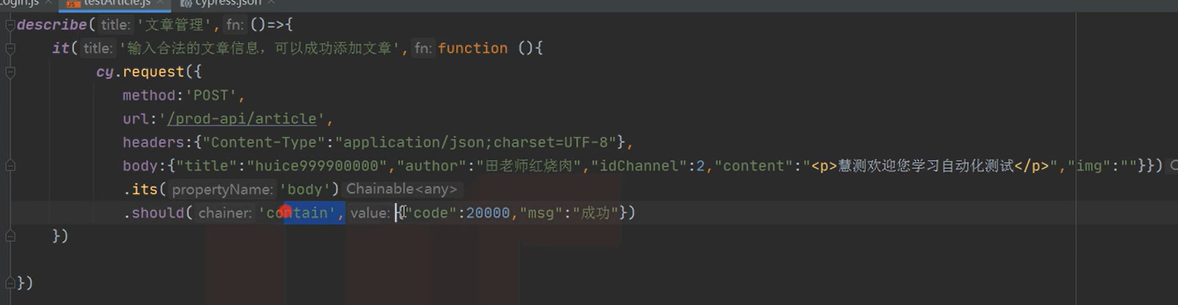 Login.js testArticle.js cypress.json
describe( title: '文章管理', fn: ()=>{
it( title: '输入合法的文章信息，可以成功添加文章', fn: function (){
cy.request({
method:'POST',
url:'/prod-api/article',
headers:{"Content-Type":"application/json;charset=UTF-8"},
body:{"title":"huice999900000","author":"田老师红烧肉","idChannel":2,"content":"<p>慧测欢迎您学习自动化测试</p>","img":""}})
.its( propertyName: 'body') Chainable<any>
.should( chainer: 'contain', value: {"code":20000,"msg":"成功"})
})
})